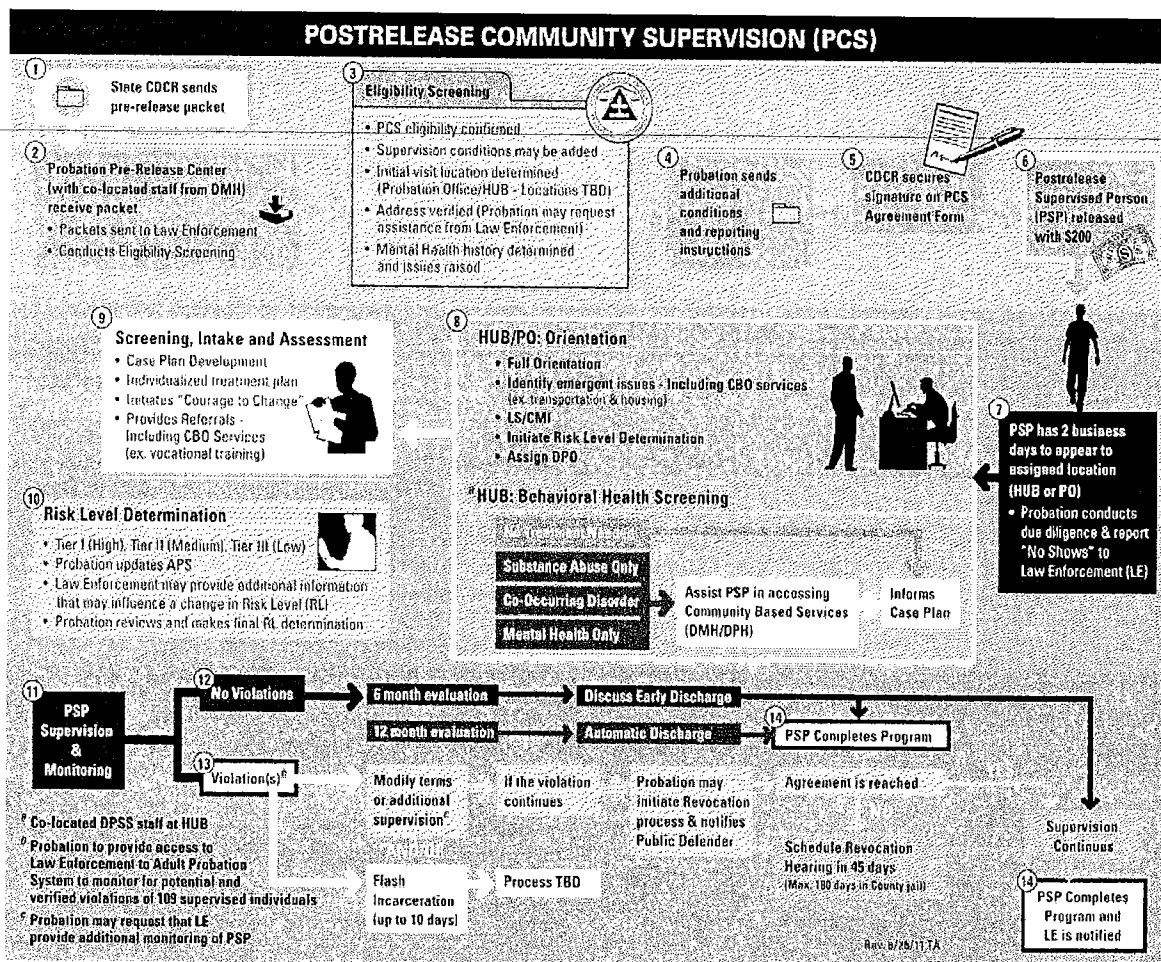 POSTRELEASE COMMUNITY SUPERVISION (PCS)
1
State CDCR sends
pre-release packet
2
Probation Pre-Release Center
(with co-located staff from DMH)
receive packet
• Packets sent to Law Enforcement
• Conducts Eligibility Screening
3
Eligibility Screening
• PCS eligibility confirmed
• Supervision conditions may be added
• Initial visit location determined
(Probation Office/HUB - Locations TBD)
• Address verified (Probation may request
assistance from Law Enforcement)
• Mental Health history determined
and issues raised
4
Probation sends
additional
conditions
and reporting
instructions
5
CDCR secures
signature on PCS
Agreement Form
6
Postrelease
Supervised Person
(PSP) released
with $200
7
PSP has 2 business
days to appear to
assigned location
(HUB or PO)
• Probation conducts
due diligence & report
"No Shows" to
Law Enforcement (LE)
8
HUB/PO: Orientation
• Full Orientation
• Identify emergent issues - Including CBO services
(ex. transportation & housing)
• LS/CMI
• Initiate Risk Level Determination
• Assign DPO
HUB: Behavioral Health Screening
Substance Abuse Only
Co-Occurring Disorder
Mental Health Only
Assist PSP in accessing
Community Based Services
(DMH/DPH)
Informs
Case Plan
9
Screening, Intake and Assessment
• Case Plan Development
• Individualized treatment plan
• Initiates "Courage to Change"
• Provides Referrals -
Including CBO Services
(ex. vocational training)
10
Risk Level Determination
• Tier I (High), Tier II (Medium), Tier III (Low)
• Probation updates APS
• Law Enforcement may provide additional information
that may influence a change in Risk Level (RL)
• Probation reviews and makes final RL determination
11
PSP
Supervision
&
Monitoring
12
No Violations
6 month evaluation
Discuss Early Discharge
12 month evaluation
Automatic Discharge
14
PSP Completes Program
13
Violation(s)
Modify terms
or additional
supervision
If the violation
continues
Probation may
initiate Revocation
process & notifies
Public Defender
Agreement is reached
Schedule Revocation
Hearing in 45 days
(Max. 180 days in County jail)
Flash
Incarceration
(up to 10 days)
Process TBD
Supervision
Continues
14
PSP Completes
Program and
LE is notified
Co-located DPSS staff at HUB
Probation to provide access to
Law Enforcement to Adult Probation
System to monitor for potential and
verified violations of 109 supervised individuals
Probation may request that LE
provide additional monitoring of PSP